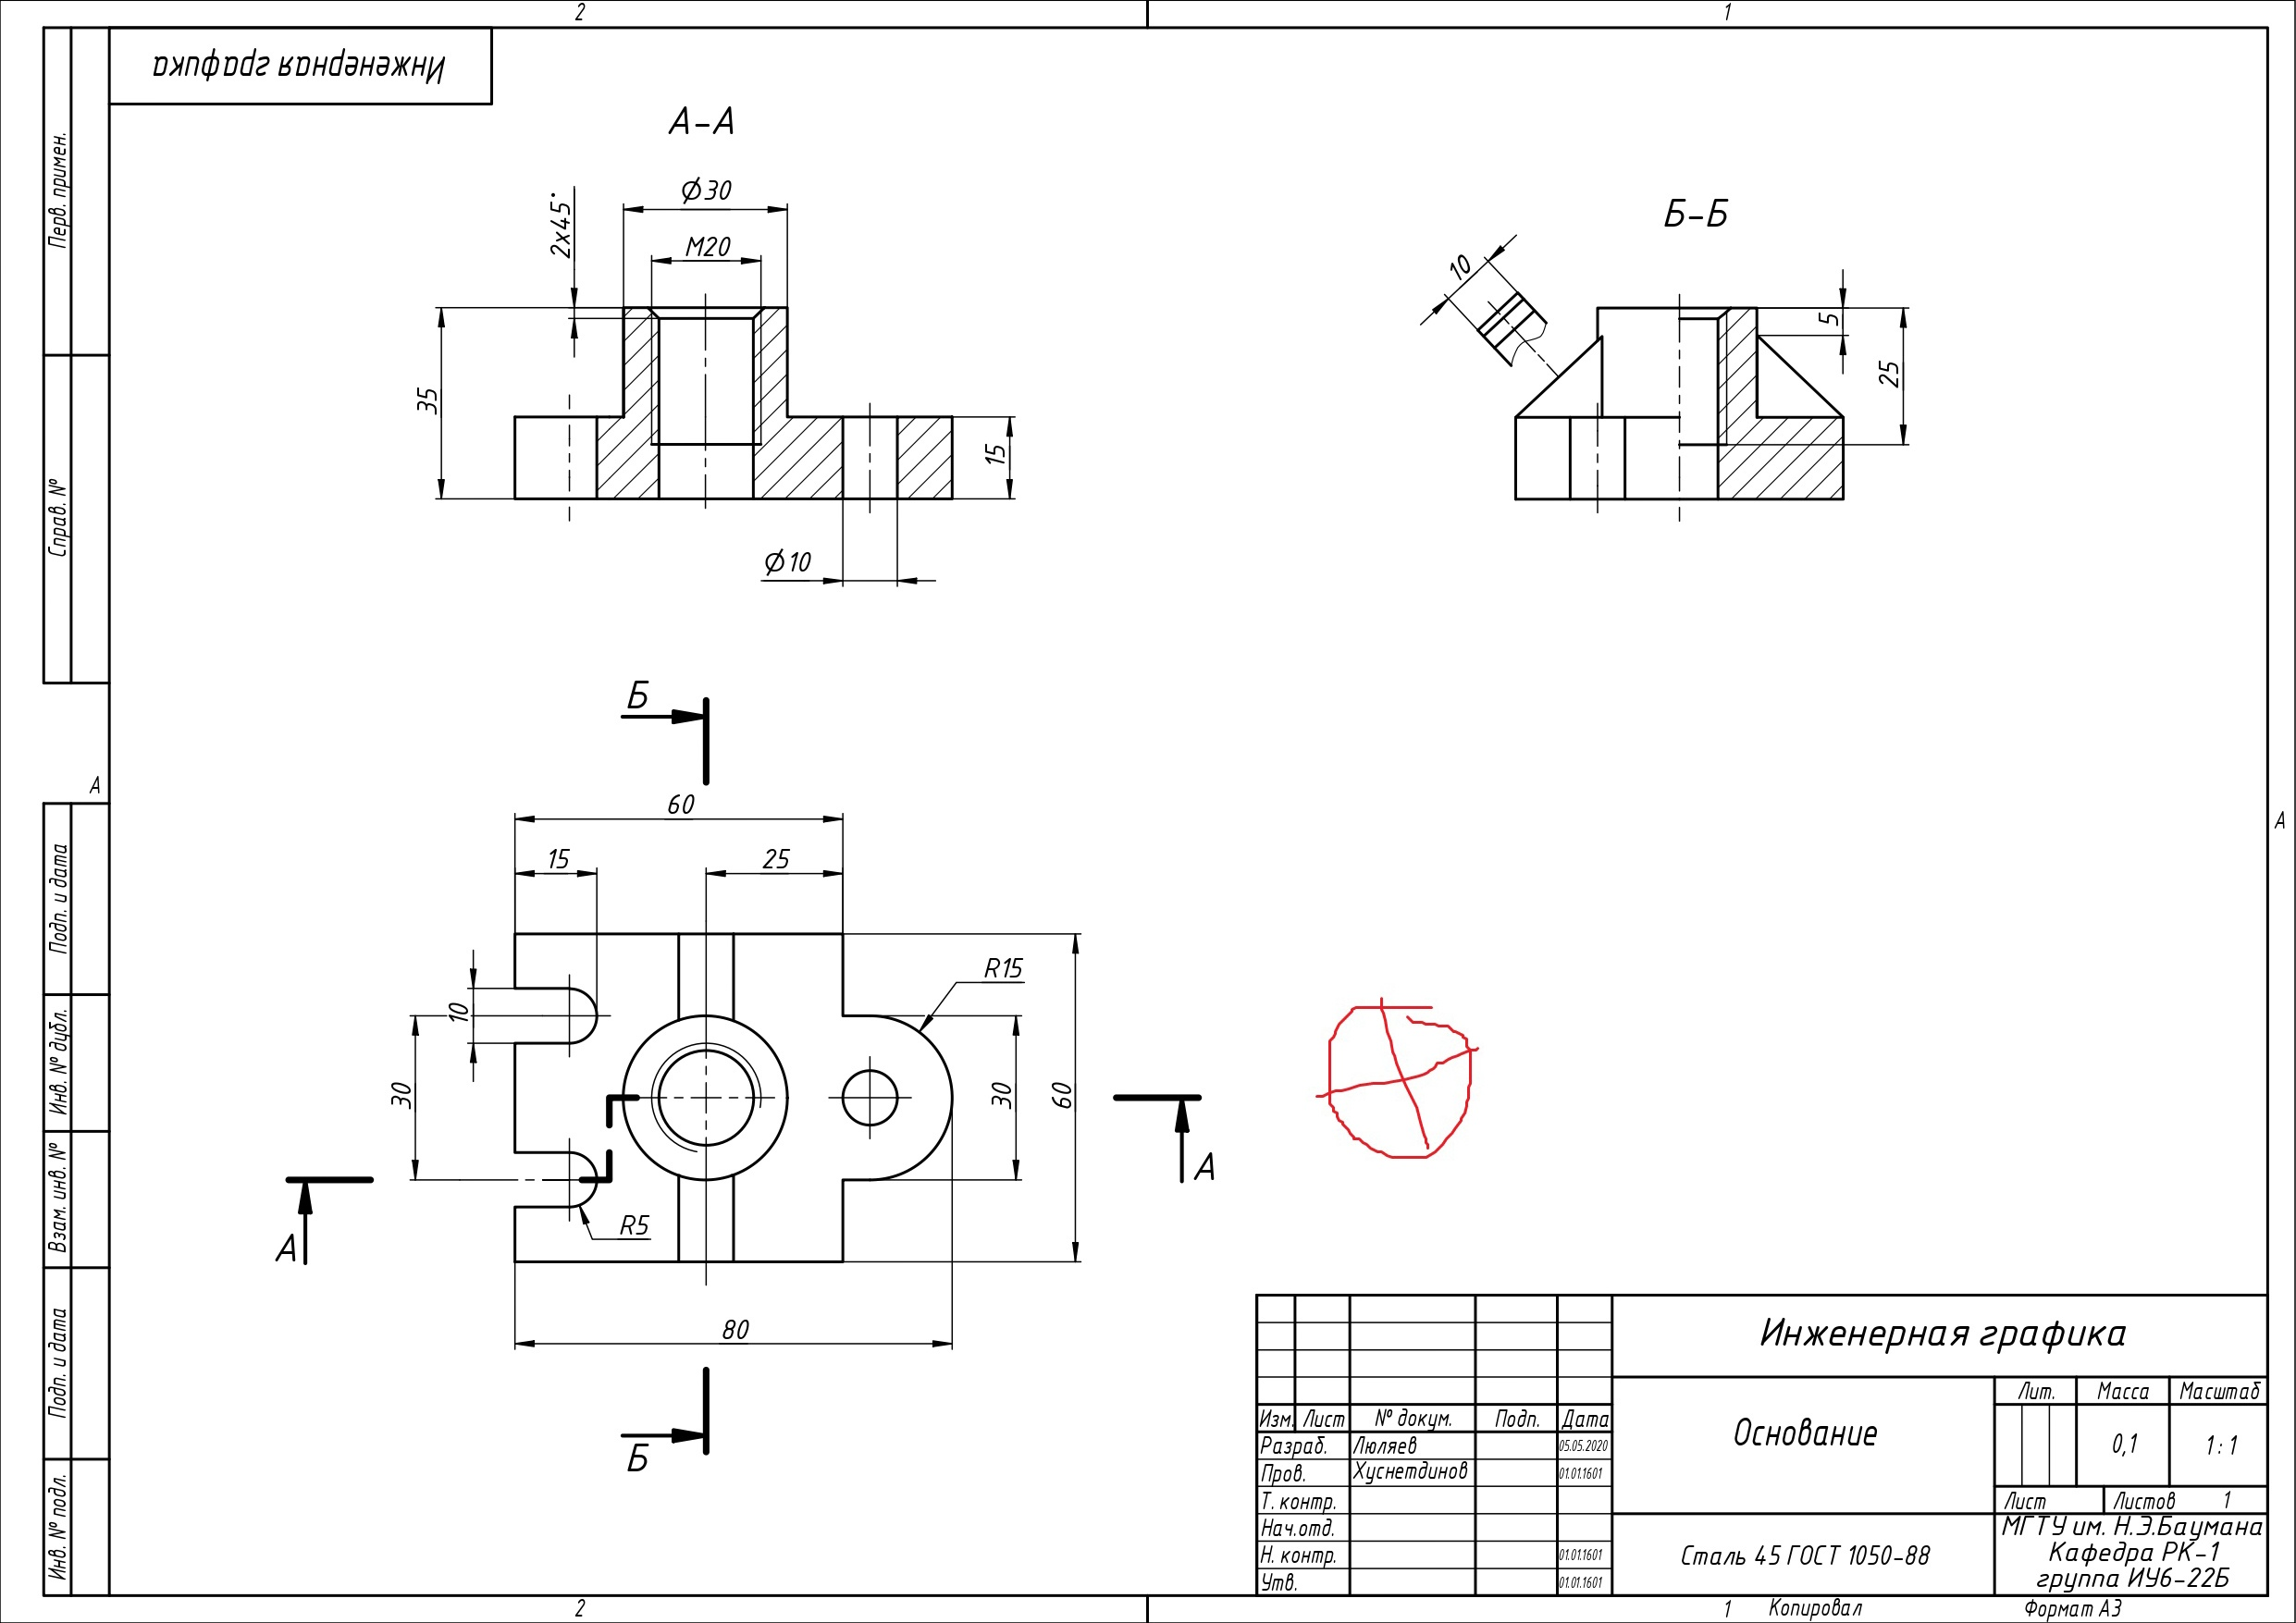 2
1
Инженерная графика
Перв. примен.
Справ. №
А-А
⌀30
2x45°
М20
35
15
⌀10
Б-Б
10
5
25
Б
А
А
60
15
25
R15
10
30
30
60
А
А
R5
80
Б
Подп. и дата
Инв. № дубл.
Взам. инв. №
Подп. и дата
Инв. № подл.
Инженерная графика
Лит. Масса Масштаб
Изм. Лист № докум. Подп. Дата
Основание
Разраб. Люляев 05.05.2020
0,1 1:1
Пров. Хуснетдинов 01.01.1601
Т. контр.
Лист Листов 1
Нач.отд.
МГТУ им. Н.Э.Баумана
Н. контр. 01.01.1601
Сталь 45 ГОСТ 1050-88
Кафедра РК-1
Утв. 01.01.1601
группа ИУ6-22Б
2
1 Копировал Формат А3